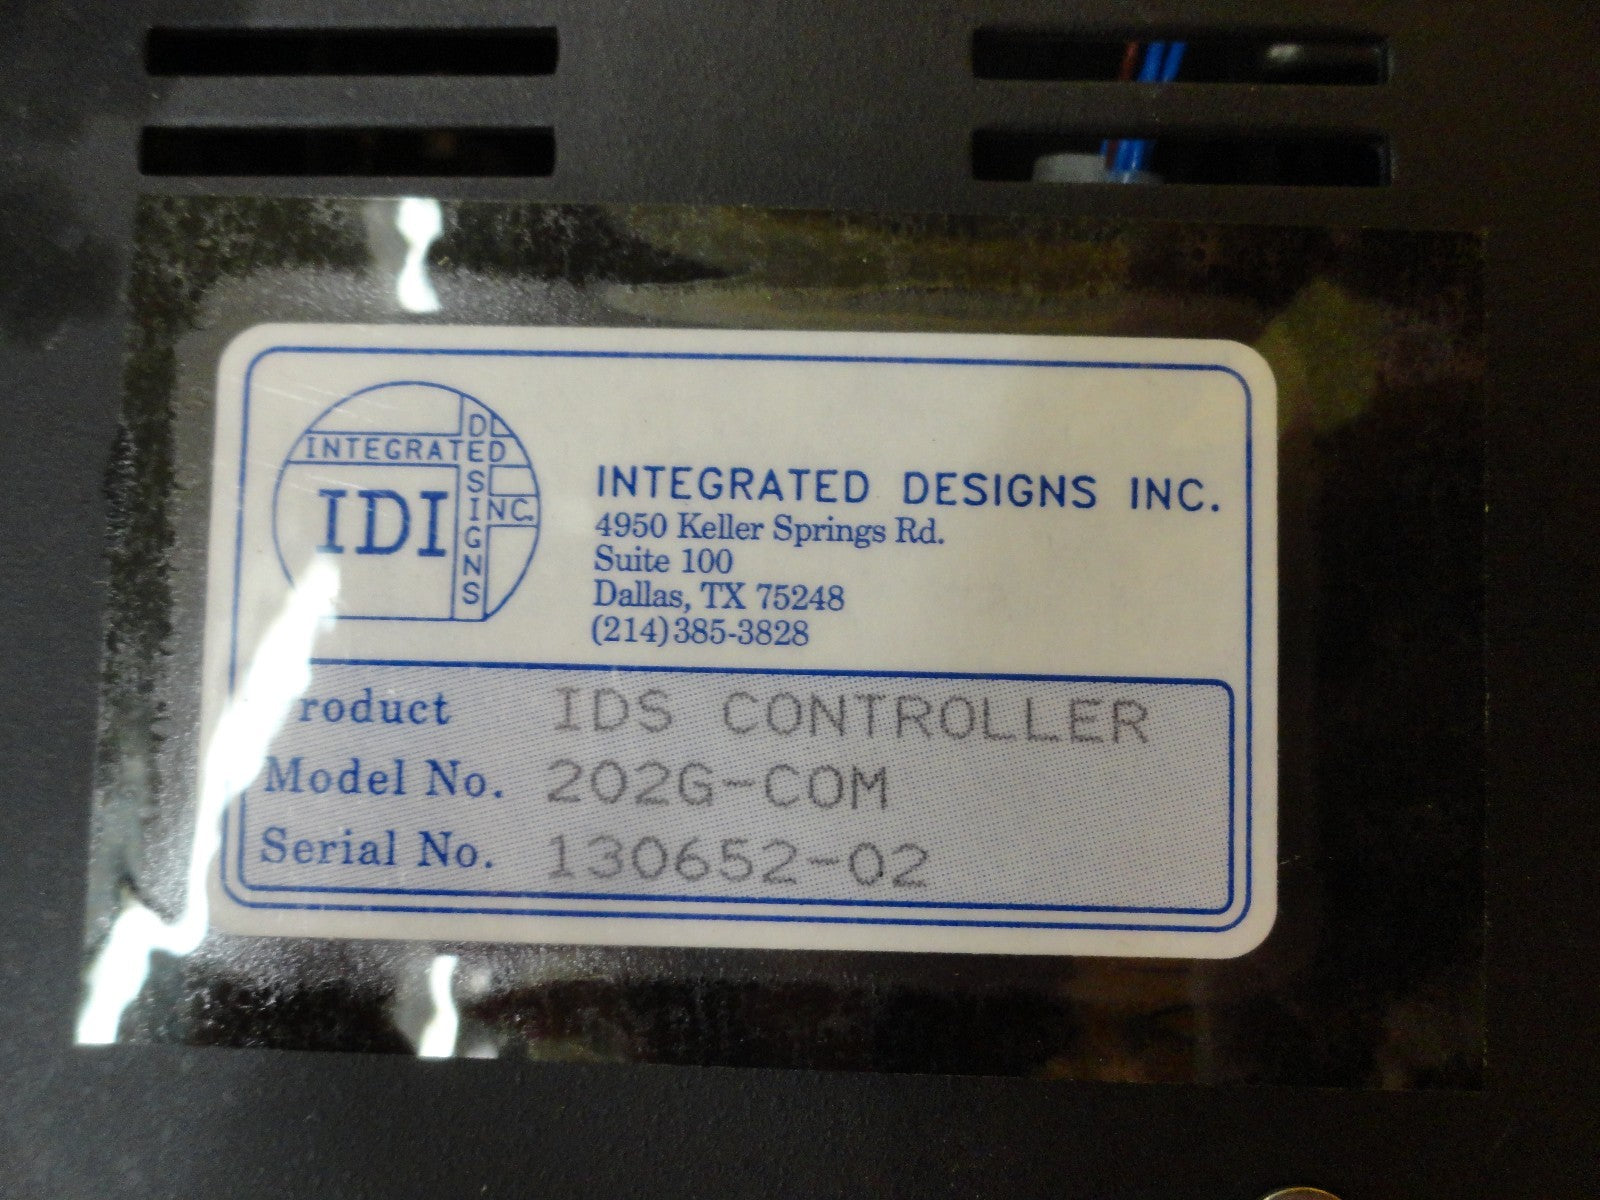 INTEGRATED
DESIGNS
INC.
IDI
INTEGRATED DESIGNS INC.
4950 Keller Springs Rd.
Suite 100
Dallas, TX 75248
(214)385-3828
Product IDS CONTROLLER
Model No. 202G-COM
Serial No. 130652-02